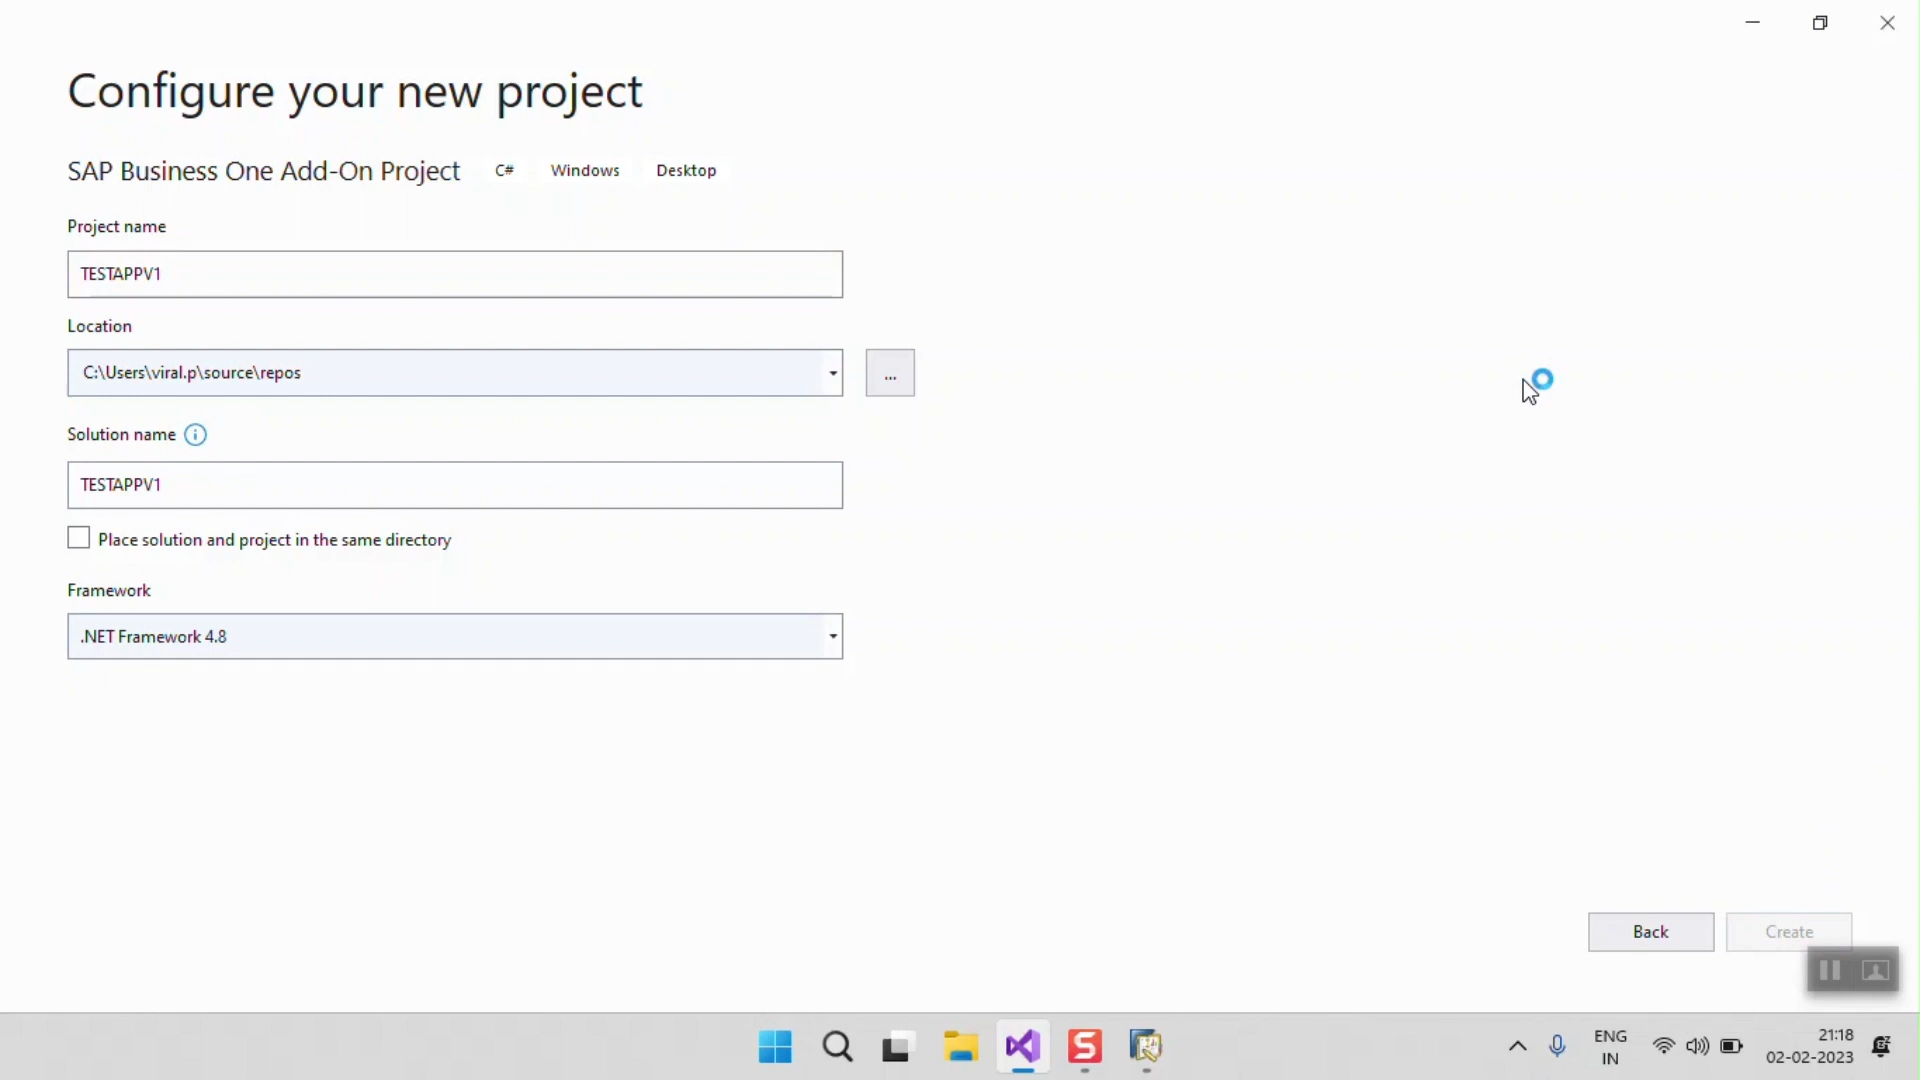 Configure your new project
SAP Business One Add-On Project C# Windows Desktop
Project name
TESTAPPV1
Location
C:\Users\viral.p\source\repos
...
Solution name
TESTAPPV1
Place solution and project in the same directory
Framework
.NET Framework 4.8
Back Create
ENG
IN
21:18
02-02-2023